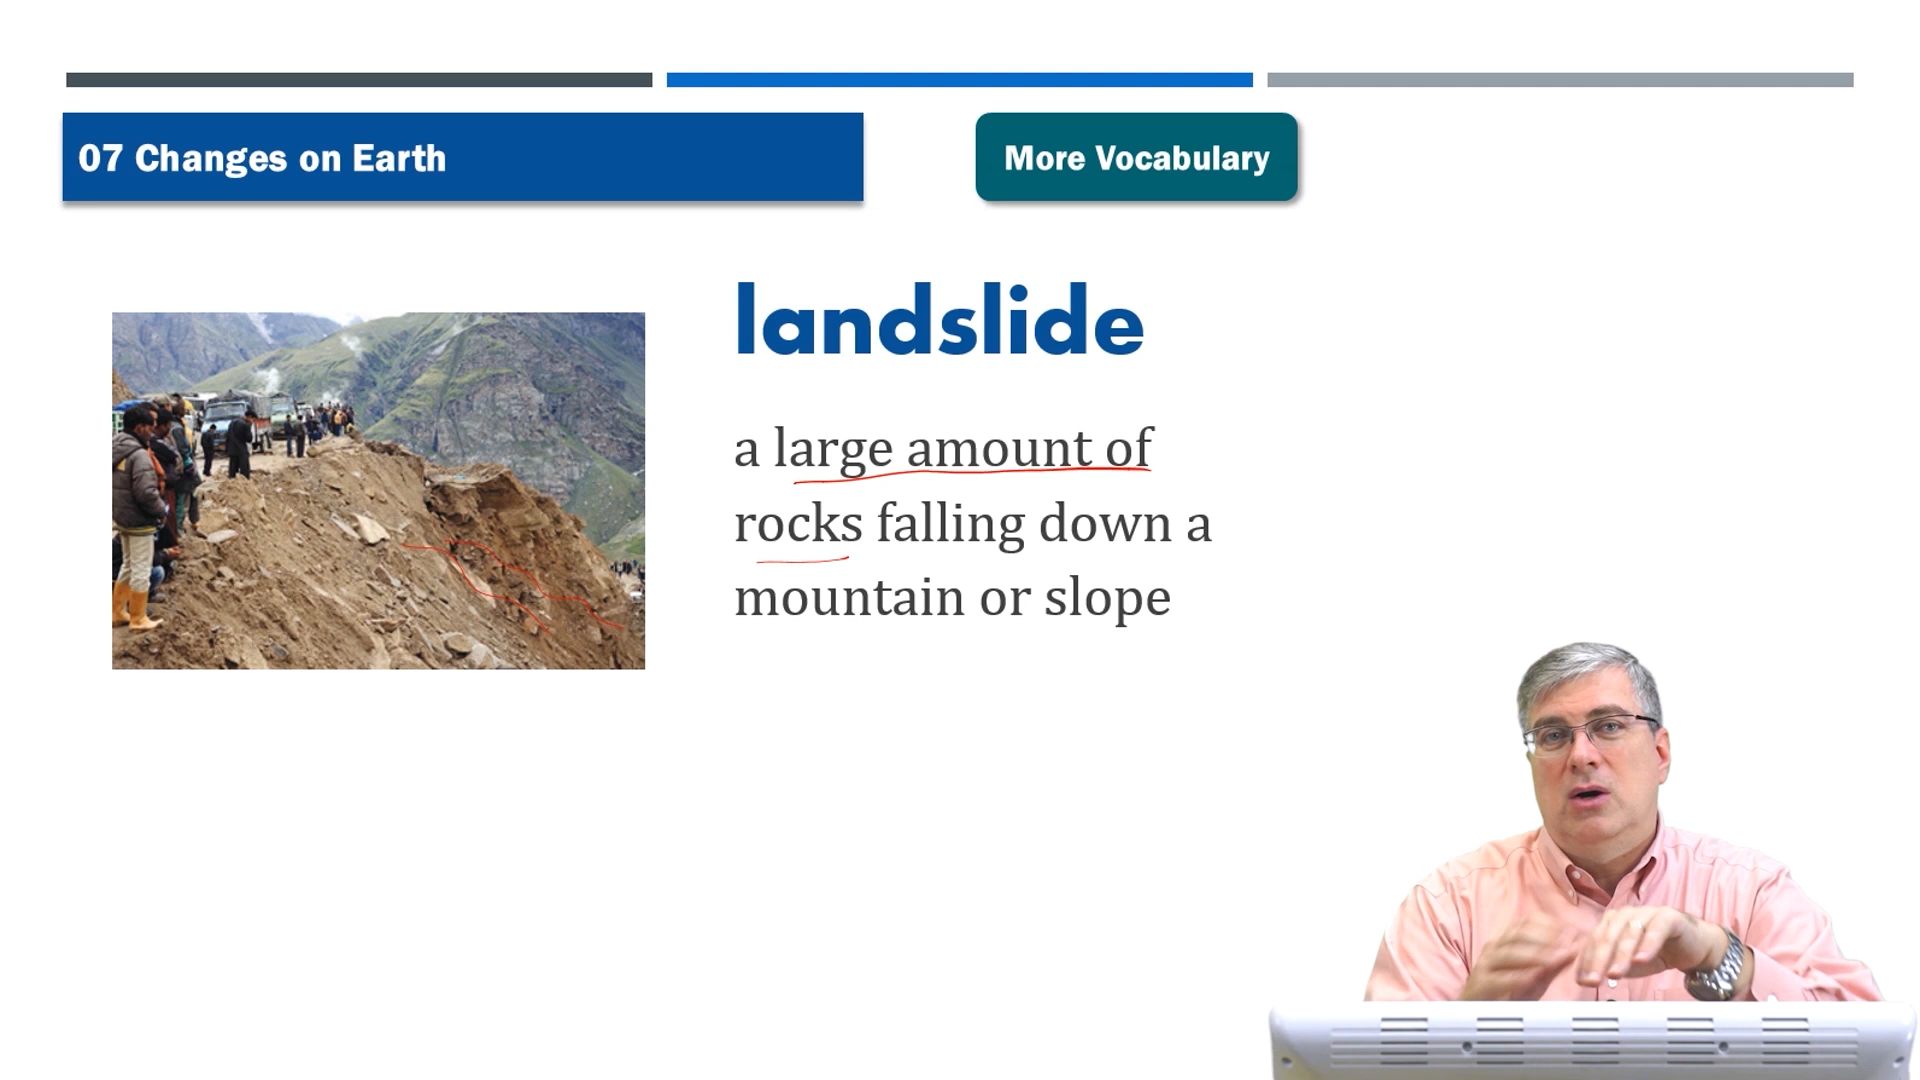 07 Changes on Earth
More Vocabulary
landslide
a large amount of
rocks falling down a
mountain or slope